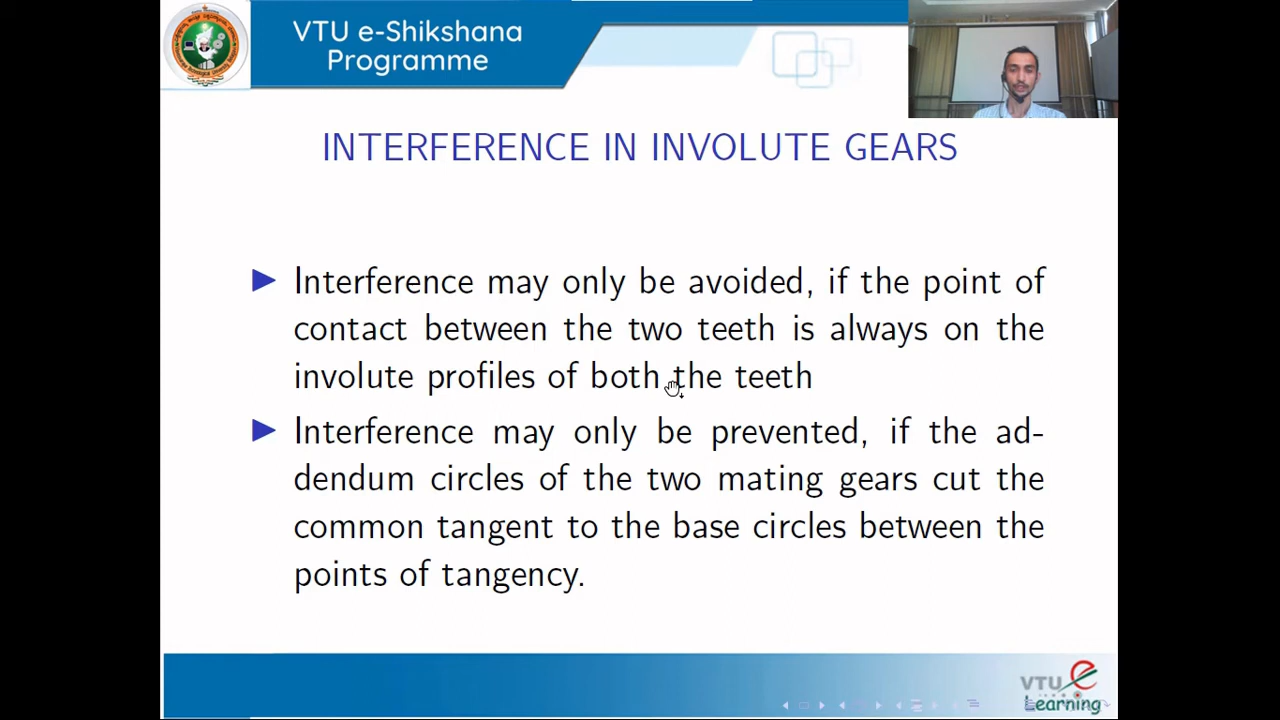 VTU e-Shikshana
Programme
INTERFERENCE IN INVOLUTE GEARS
Interference may only be avoided, if the point of
contact between the two teeth is always on the
involute profiles of both the teeth
Interference may only be prevented, if the ad-
dendum circles of the two mating gears cut the
common tangent to the base circles between the
points of tangency.
VTU e
Learning